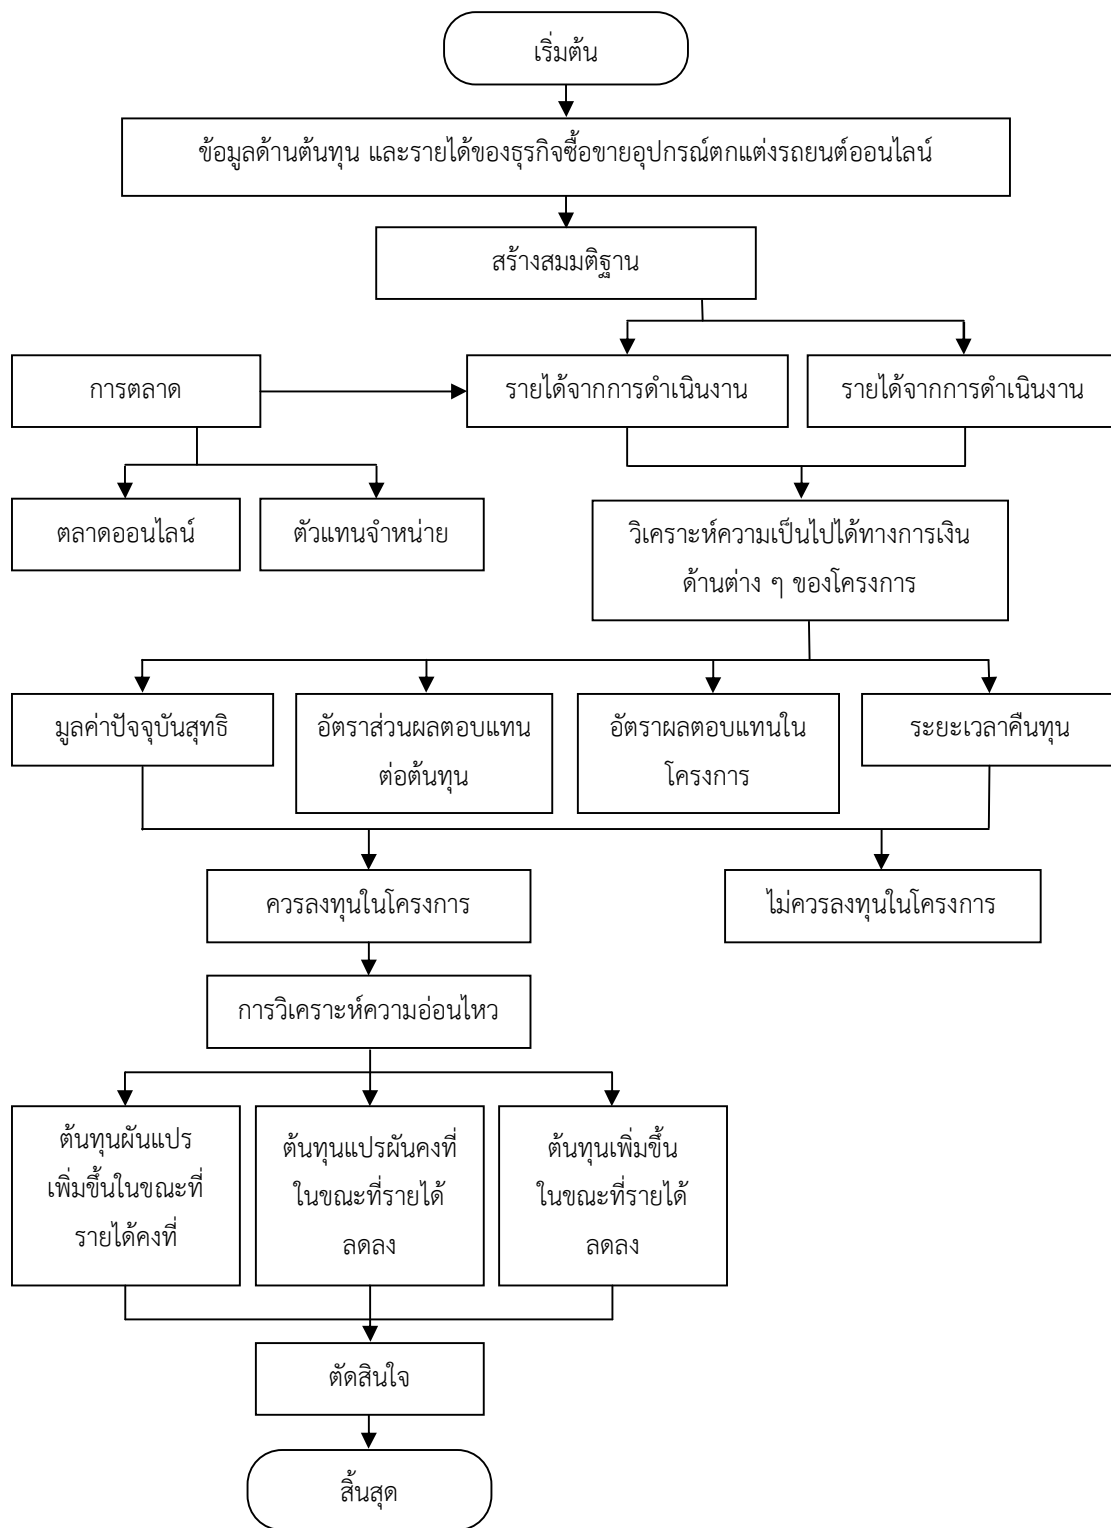 เริ่มต้น
ข้อมูลด้านต้นทุน และรายได้ของธุรกิจซื้อขายอุปกรณ์ตกแต่งรถยนต์ออนไลน์
สร้างสมมติฐาน
การตลาด
รายได้จากการดำเนินงาน
รายได้จากการดำเนินงาน
ตลาดออนไลน์
ตัวแทนจำหน่าย
วิเคราะห์ความเป็นไปได้ทางการเงิน
ด้านต่าง ๆ ของโครงการ
มูลค่าปัจจุบันสุทธิ
อัตราส่วนผลตอบแทน
ต่อต้นทุน
อัตราผลตอบแทนใน
โครงการ
ระยะเวลาคืนทุน
ควรลงทุนในโครงการ
ไม่ควรลงทุนในโครงการ
การวิเคราะห์ความอ่อนไหว
ต้นทุนผันแปร
เพิ่มขึ้นในขณะที่
รายได้คงที่
ต้นทุนแปรผันคงที่
ในขณะที่รายได้
ลดลง
ต้นทุนเพิ่มขึ้น
ในขณะที่รายได้
ลดลง
ตัดสินใจ
สิ้นสุด